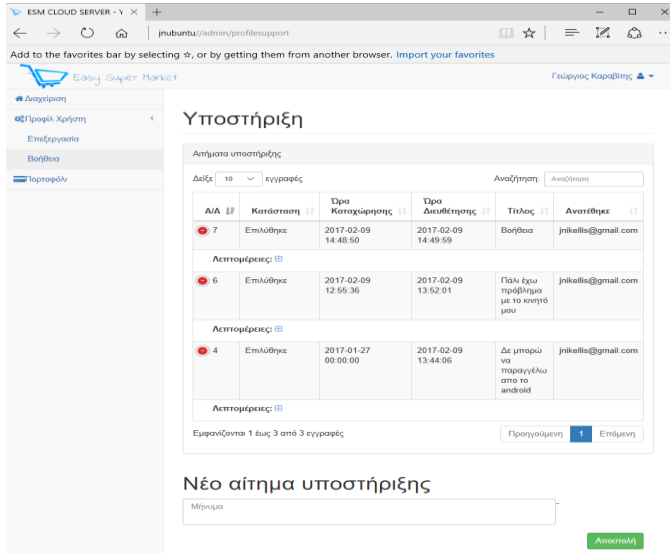 ESM CLOUD SERVER - Υ
jnubuntu//admin/profilesupport
Add to the favorites bar by selecting ☆, or by getting them from another browser. Import your favorites
Easy Super Market
Γεώργιος Καραβίτης
Διαχείριση
Προφίλ Χρήστη
Επεξεργασία
Βοήθεια
Πορτοφόλι
Υποστήριξη
Αιτήματα υποστήριξης
Δείξε 10 εγγραφές
Αναζήτηση: Αναζήτηση
Α/Α Κατάσταση Ώρα Καταχώρησης Ώρα Διευθέτησης Τίτλος Ανατέθηκε
7 Επιλύθηκε 2017-02-09 14:48:50 2017-02-09 14:49:59 Βοήθεια jnikellis@gmail.com
Λεπτομέρειες:
6 Επιλύθηκε 2017-02-09 12:55:36 2017-02-09 13:52:01 Πάλι έχω πρόβλημα με το κινητό μου jnikellis@gmail.com
Λεπτομέρειες:
4 Επιλύθηκε 2017-01-27 00:00:00 2017-02-09 13:44:06 Δε μπορώ να παραγγέλω απο το android jnikellis@gmail.com
Λεπτομέρειες:
Εμφανίζονται 1 έως 3 από 3 εγγραφές
Προηγούμενη 1 Επόμενη
Νέο αίτημα υποστήριξης
Μήνυμα
Αποστολή